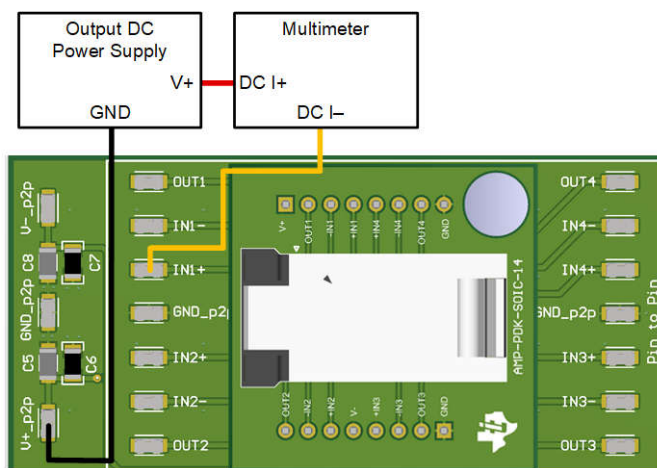 Output DC
Power Supply
V+
GND
Multimeter
DC I+
DC I–
V-_p2p
C8
C7
GND_p2p
C5
C6
V+_p2p
OUT1
IN1-
IN1+
GND_p2p
IN2+
IN2-
OUT2
V+
OUT1
-IN1
+IN1
+IN4
-IN4
OUT4
GND
AMP-PDK-SOIC-14
OUT2
-IN2
+IN2
V-
+IN3
-IN3
OUT3
GND
OUT4
IN4-
IN4+
GND_p2p
IN3+
IN3-
OUT3
Pin to Pin